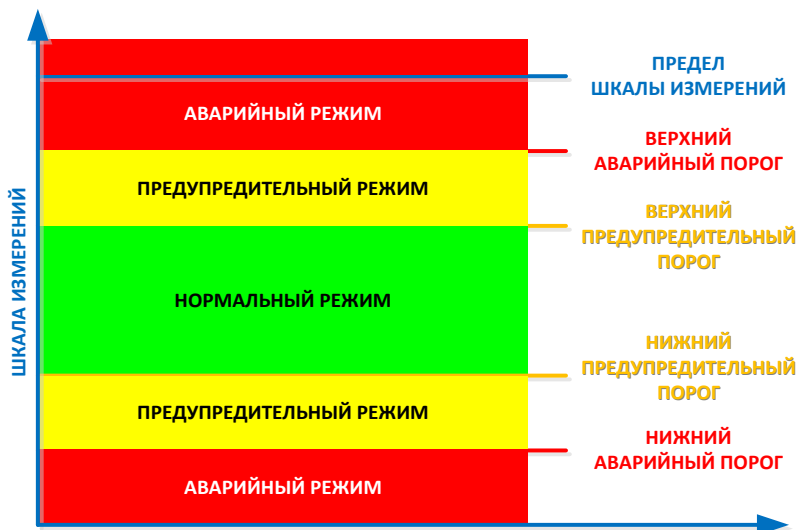 ПРЕДЕЛ
ШКАЛЫ ИЗМЕРЕНИЙ
АВАРИЙНЫЙ РЕЖИМ
ВЕРХНИЙ
АВАРИЙНЫЙ ПОРОГ
ПРЕДУПРЕДИТЕЛЬНЫЙ РЕЖИМ
ВЕРХНИЙ
ПРЕДУПРЕДИТЕЛЬНЫЙ
ПОРОГ
ШКАЛА ИЗМЕРЕНИЙ
НОРМАЛЬНЫЙ РЕЖИМ
НИЖНИЙ
ПРЕДУПРЕДИТЕЛЬНЫЙ
ПОРОГ
ПРЕДУПРЕДИТЕЛЬНЫЙ РЕЖИМ
НИЖНИЙ
АВАРИЙНЫЙ ПОРОГ
АВАРИЙНЫЙ РЕЖИМ